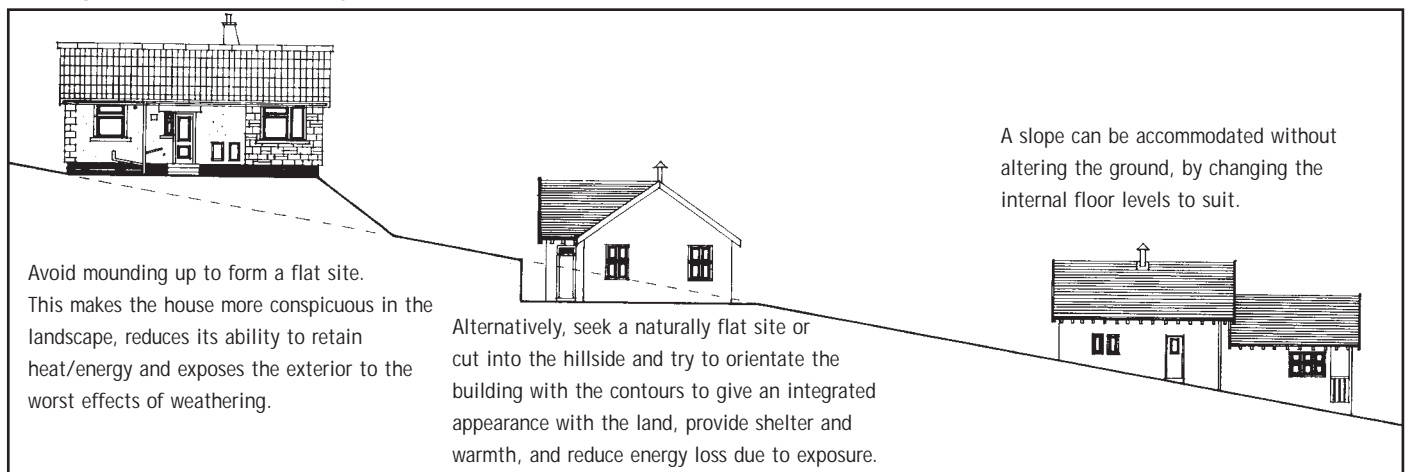 Avoid mounding up to form a flat site.
This makes the house more conspicuous in the
landscape, reduces its ability to retain
heat/energy and exposes the exterior to the
worst effects of weathering.
Alternatively, seek a naturally flat site or
cut into the hillside and try to orientate the
building with the contours to give an integrated
appearance with the land, provide shelter and
warmth, and reduce energy loss due to exposure.
A slope can be accommodated without
altering the ground, by changing the
internal floor levels to suit.